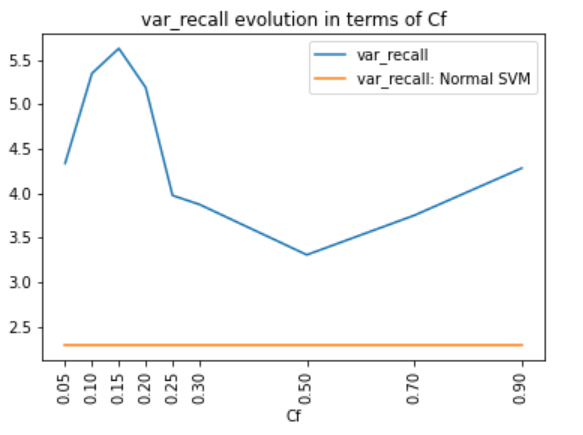 var_recall evolution in terms of Cf
var_recall
var_recall: Normal SVM
5.5
5.0
4.5
4.0
3.5
3.0
2.5
0.05 0.10 0.15 0.20 0.25 0.30 0.50 0.70 0.90
Cf